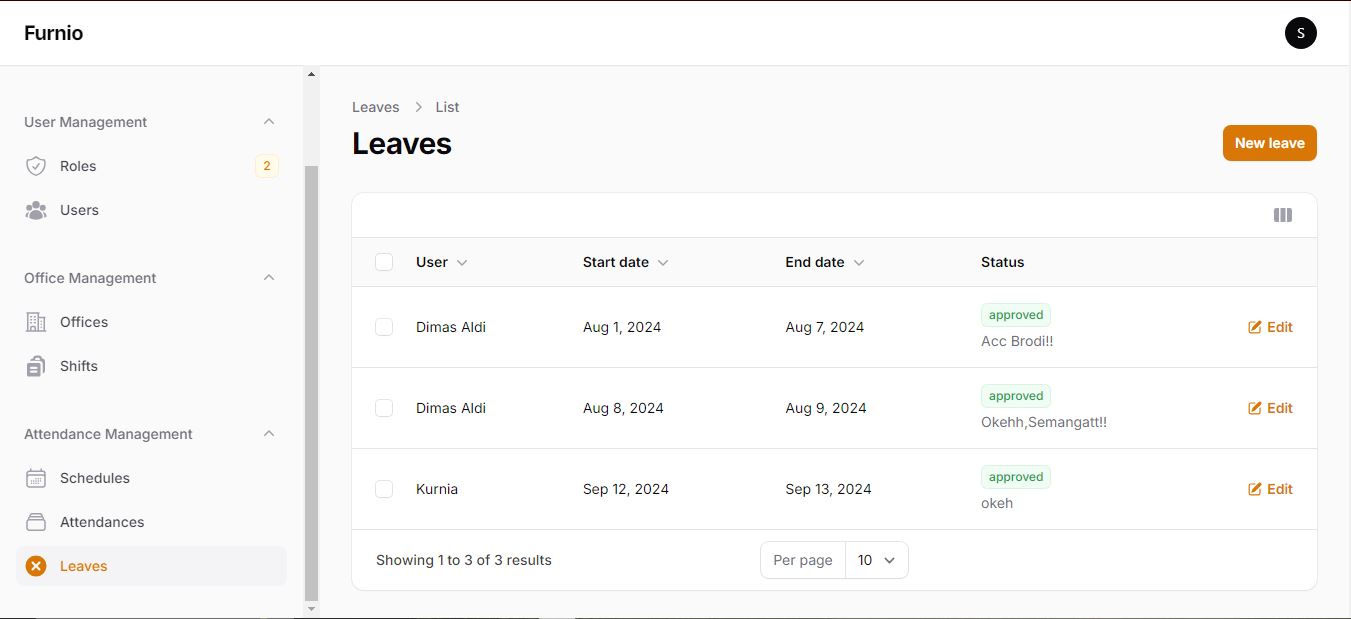 Furnio
S
User Management
Roles
2
Users
Office Management
Offices
Shifts
Attendance Management
Schedules
Attendances
Leaves
Leaves > List
Leaves
New leave
User Start date End date Status
Dimas Aldi Aug 1, 2024 Aug 7, 2024 approved Edit
Acc Brodi!!
Dimas Aldi Aug 8, 2024 Aug 9, 2024 approved Edit
Okehh,Semangatt!!
Kurnia Sep 12, 2024 Sep 13, 2024 approved Edit
okeh
Showing 1 to 3 of 3 results Per page 10